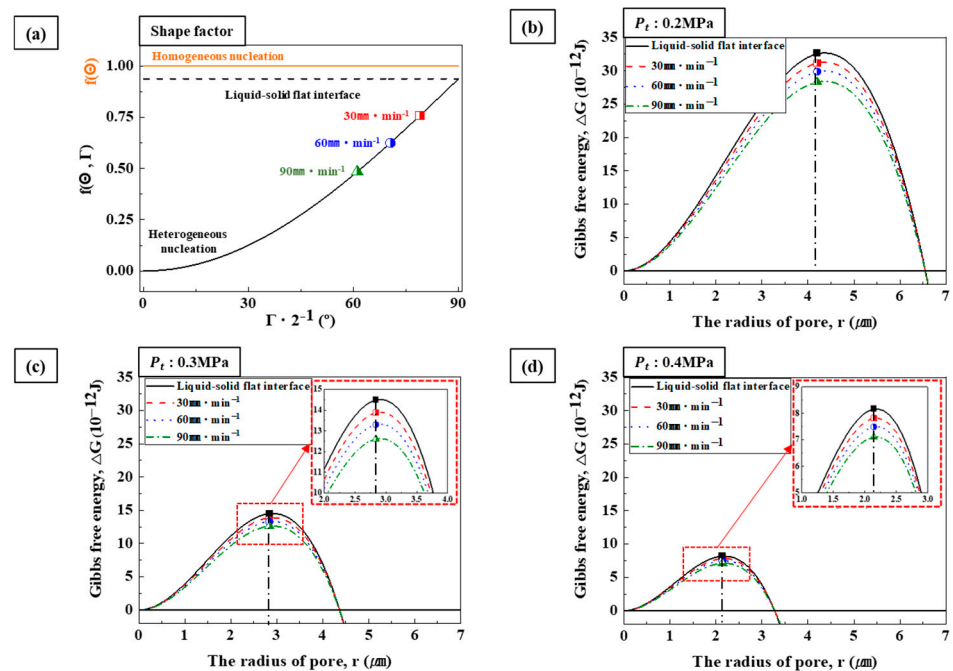 (a)
Shape factor
Homogeneous nucleation
Liquid-solid flat interface
30㎜・min⁻¹
60㎜・min⁻¹
90㎜・min⁻¹
Heterogeneous
nucleation
f(Θ)
f(Θ , Γ)
1.00
0.75
0.50
0.25
0.00
0 30 60 90
Γ・2⁻¹ (º)
(b)
Pₜ : 0.2MPa
Liquid-solid flat interface
30㎜・min⁻¹
60㎜・min⁻¹
90㎜・min⁻¹
Gibbs free energy, △G (10⁻¹²J)
35
30
25
20
15
10
5
0
0 1 2 3 4 5 6 7
The radius of pore, r (㎛)
(c)
Pₜ : 0.3MPa
Liquid-solid flat interface
30㎜・min⁻¹
60㎜・min⁻¹
90㎜・min⁻¹
Gibbs free energy, △G (10⁻¹²J)
35
30
25
20
15
10
5
0
0 1 2 3 4 5 6 7
The radius of pore, r (㎛)
15
14
13
12
11
10
2.0 2.5 3.0 3.5 4.0
(d)
Pₜ : 0.4MPa
Liquid-solid flat interface
30㎜・min⁻¹
60㎜・min⁻¹
90㎜・min⁻¹
Gibbs free energy, △G (10⁻¹²J)
35
30
25
20
15
10
5
0
0 1 2 3 4 5 6 7
The radius of pore, r (㎛)
9
8
7
6
5
1.0 1.5 2.0 2.5 3.0